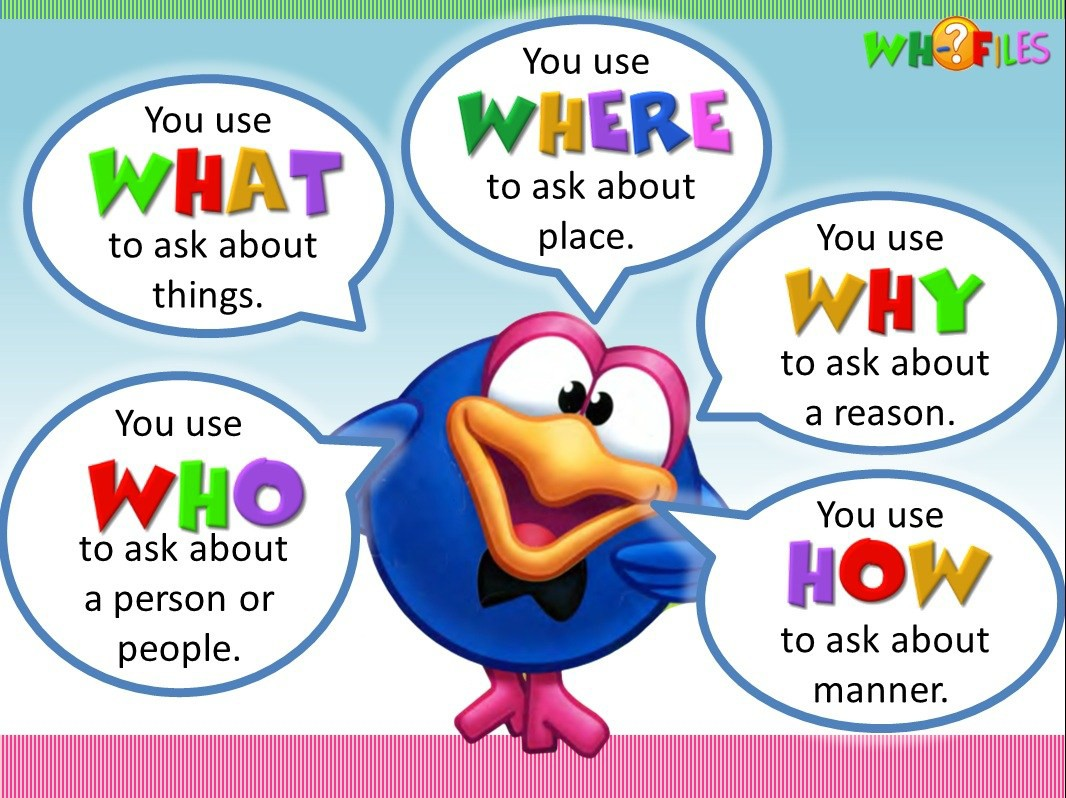 WH-?FILES
You use
WHAT
to ask about
things.
You use
WHERE
to ask about
place.
You use
WHY
to ask about
a reason.
You use
WHO
to ask about
a person or
people.
You use
HOW
to ask about
manner.